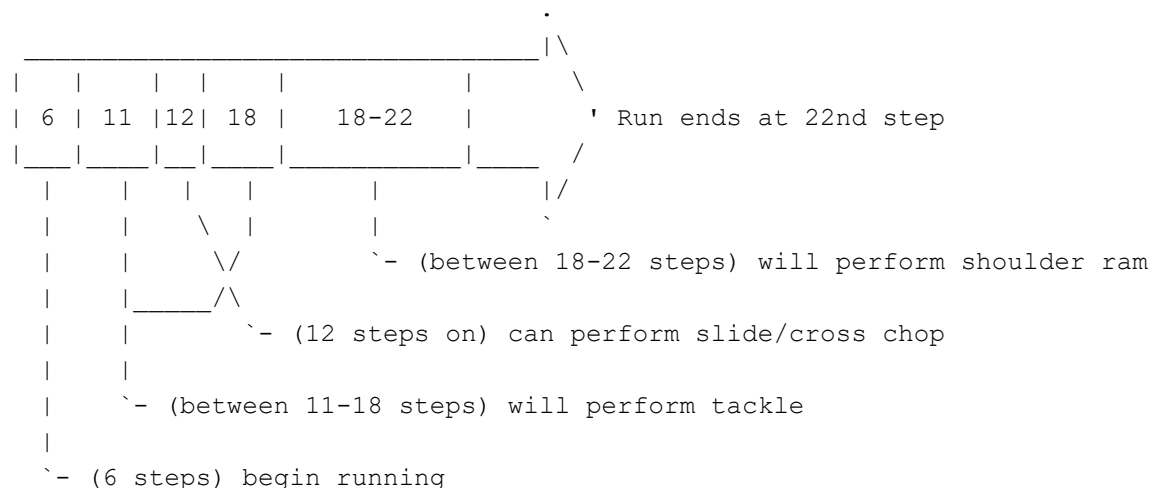 6 11 12 18 18-22
' Run ends at 22nd step
`- (between 18-22 steps) will perform shoulder ram
`- (12 steps on) can perform slide/cross chop
`- (between 11-18 steps) will perform tackle
`- (6 steps) begin running